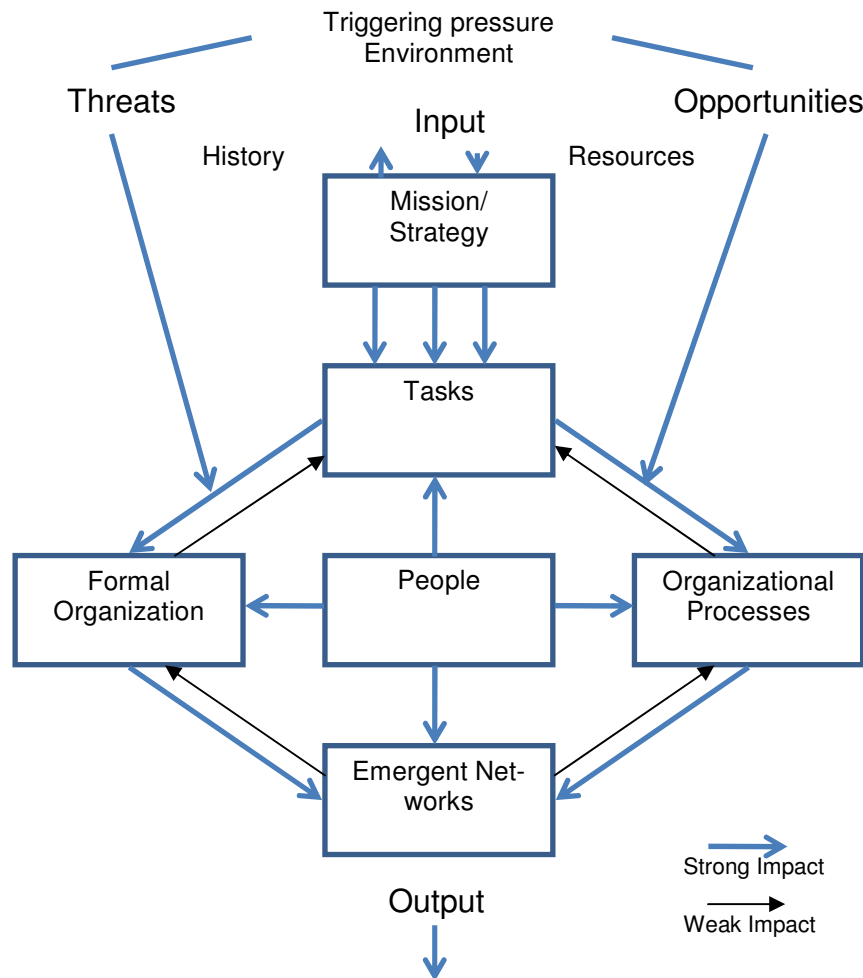 Triggering pressure
Environment
Threats
Opportunities
Input
History
Resources
Mission/
Strategy
Tasks
Formal
Organization
People
Organizational
Processes
Emergent Net-
works
Strong Impact
Output
Weak Impact